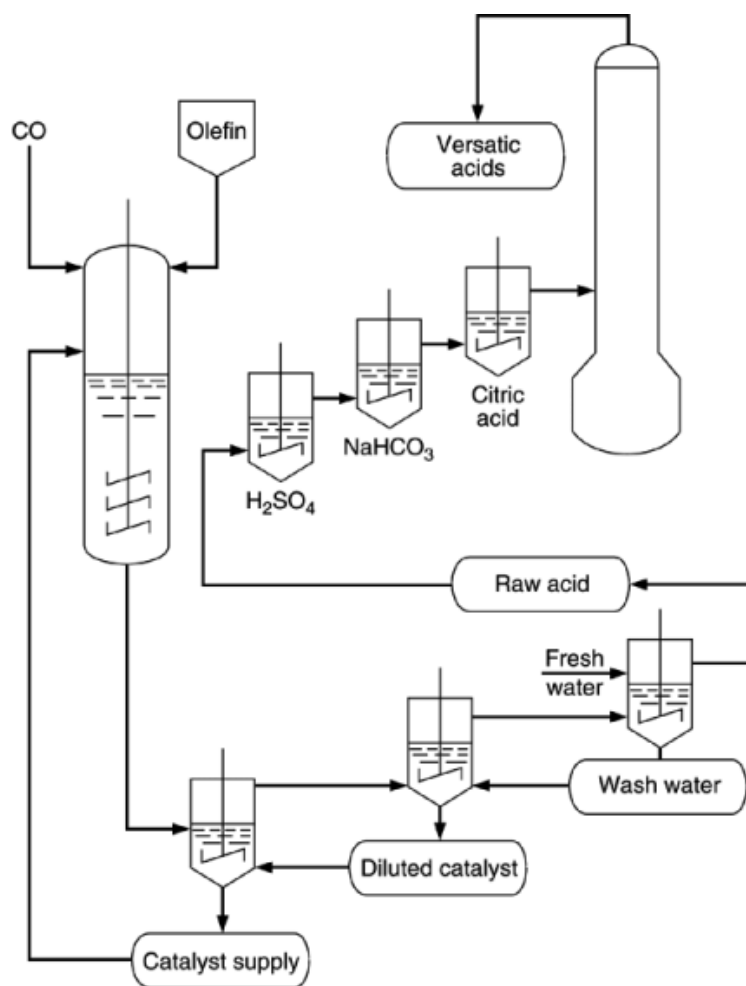 CO
Olefin
Versatic
acids
Citric
acid
NaHCO₃
H₂SO₄
Raw acid
Fresh
water
Wash water
Diluted catalyst
Catalyst supply